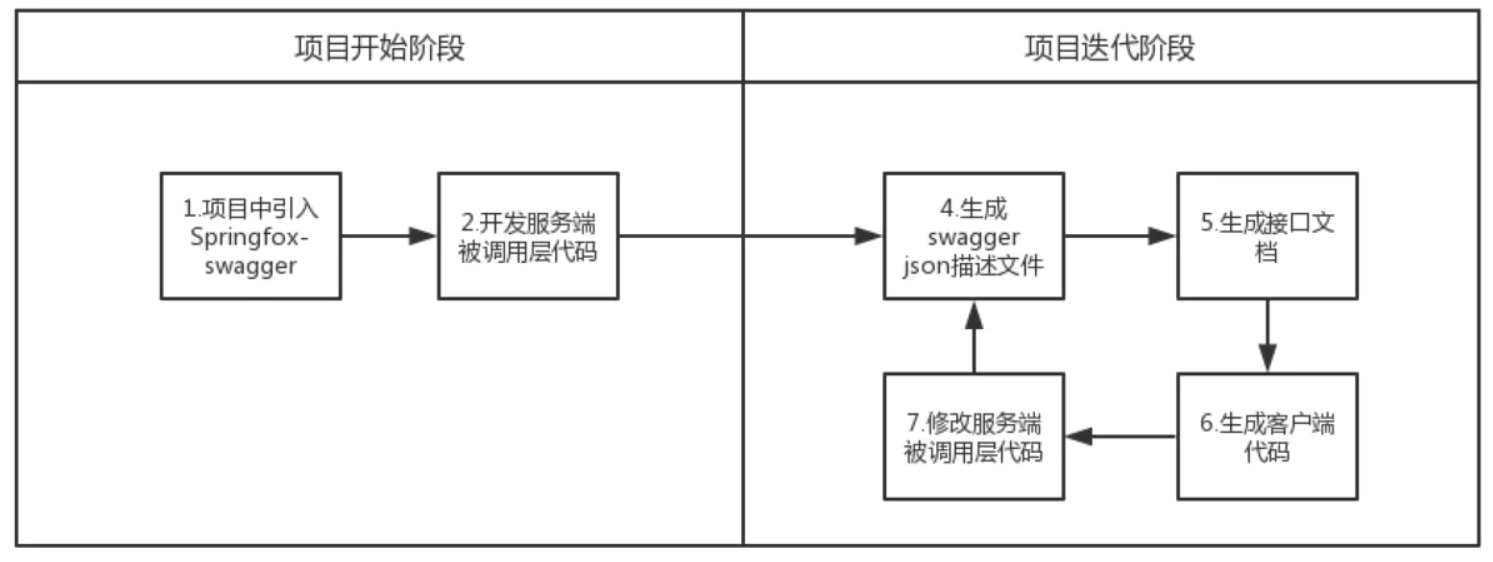 项目开始阶段
项目迭代阶段
1.项目中引入
Springfox-
swagger
2.开发服务端
被调用层代码
4.生成
swagger
json描述文件
5.生成接口文
档
7.修改服务端
被调用层代码
6.生成客户端
代码